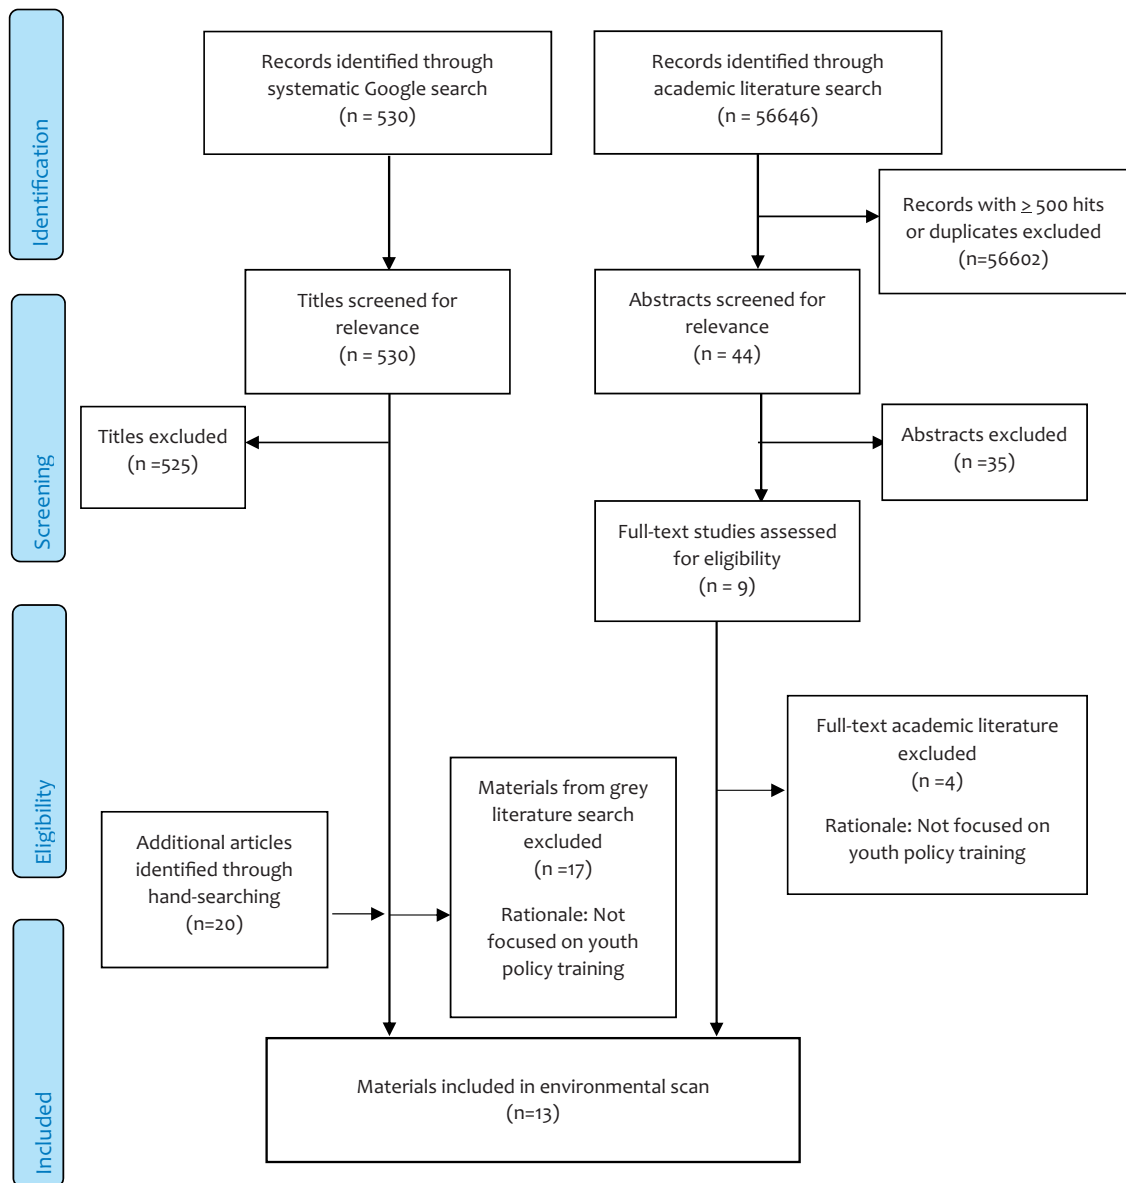 Identification
Records identified through
systematic Google search
(n = 530)
Records identified through
academic literature search
(n = 56646)
Records with ≥ 500 hits
or duplicates excluded
(n=56602)
Screening
Titles screened for
relevance
(n = 530)
Abstracts screened for
relevance
(n = 44)
Titles excluded
(n =525)
Abstracts excluded
(n =35)
Full-text studies assessed
for eligibility
(n = 9)
Eligibility
Full-text academic literature
excluded
(n =4)
Rationale: Not focused on
youth policy training
Materials from grey
literature search
excluded
(n =17)
Rationale: Not
focused on youth
policy training
Additional articles
identified through
hand-searching
(n=20)
Included
Materials included in environmental scan
(n=13)